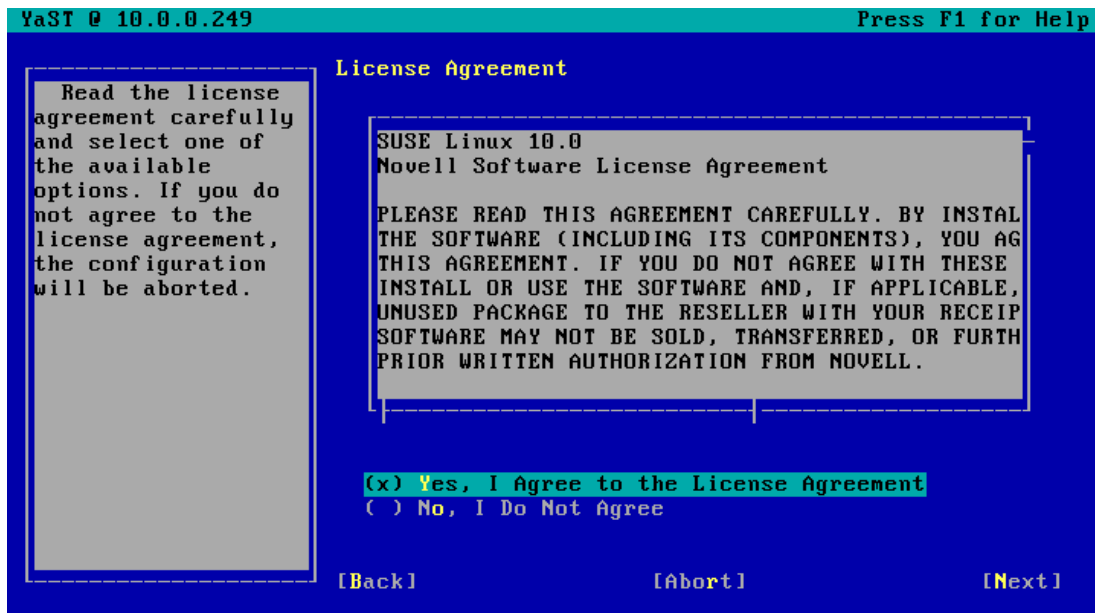 YaST @ 10.0.0.249
Press F1 for Help
Read the license
agreement carefully
and select one of
the available
options. If you do
not agree to the
license agreement,
the configuration
will be aborted.
License Agreement
SUSE Linux 10.0
Novell Software License Agreement
PLEASE READ THIS AGREEMENT CAREFULLY. BY INSTAL
THE SOFTWARE (INCLUDING ITS COMPONENTS), YOU AG
THIS AGREEMENT. IF YOU DO NOT AGREE WITH THESE
INSTALL OR USE THE SOFTWARE AND, IF APPLICABLE,
UNUSED PACKAGE TO THE RESELLER WITH YOUR RECEIP
SOFTWARE MAY NOT BE SOLD, TRANSFERRED, OR FURTH
PRIOR WRITTEN AUTHORIZATION FROM NOVELL.
(x) Yes, I Agree to the License Agreement
( ) No, I Do Not Agree
[Back] [Abort] [Next]